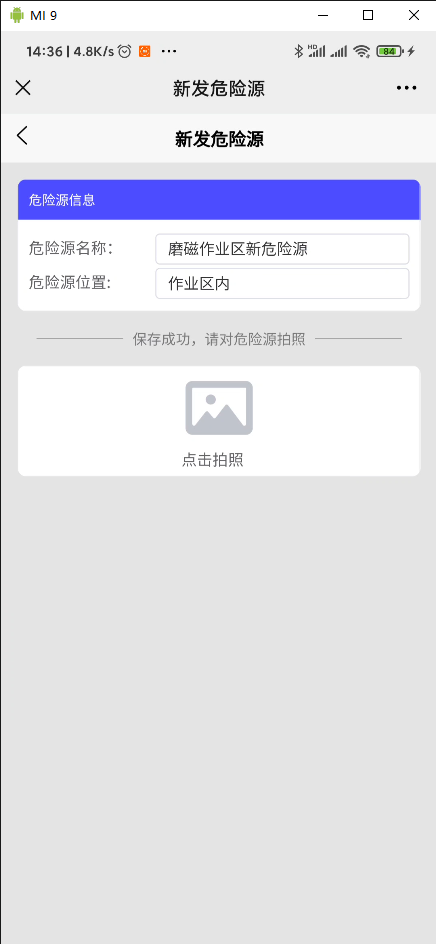 MI 9
14:36 | 4.8K/s HD 84
新发危险源
新发危险源
危险源信息
危险源名称： 磨磁作业区新危险源
危险源位置： 作业区内
保存成功，请对危险源拍照
点击拍照